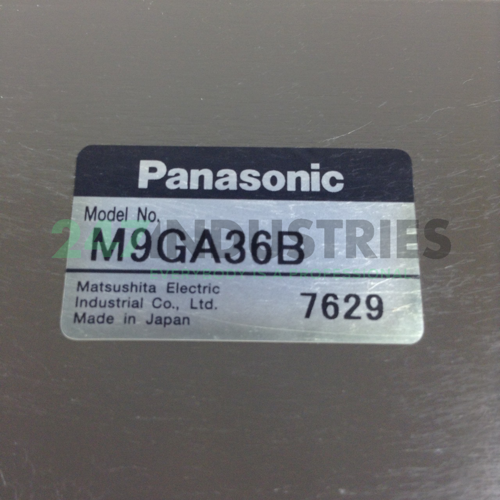 Panasonic
Model No.
M9GA36B
Matsushita Electric
Industrial Co., Ltd.
Made in Japan
7629
INDUSTRIES